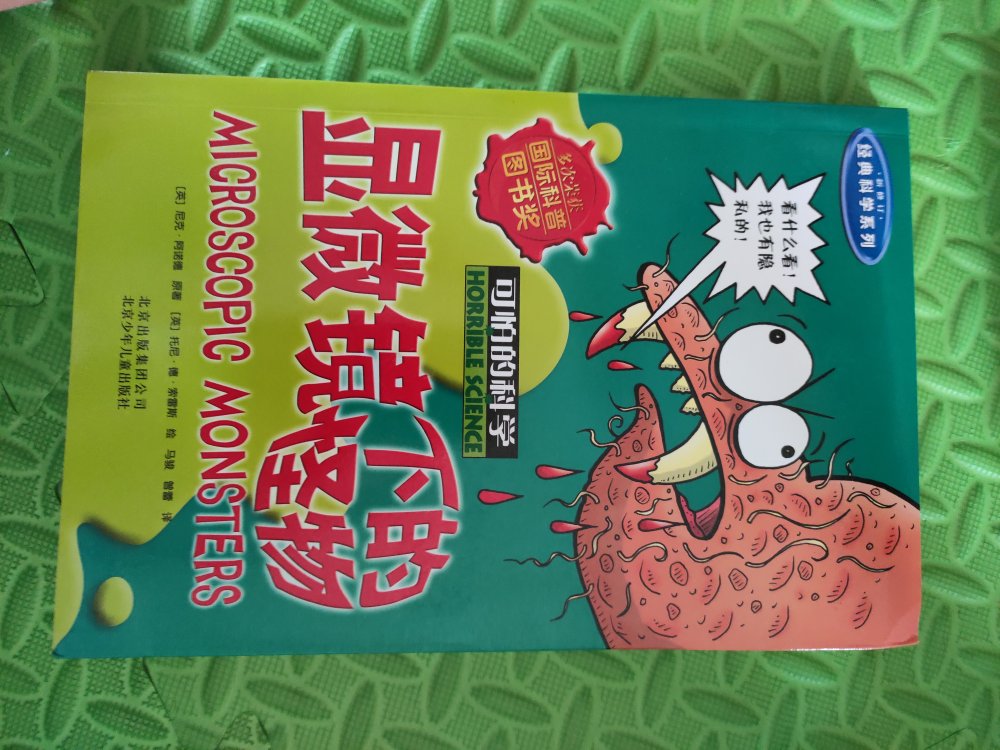 ·新修订·
经典科学系列
看什么看！
我也有隐
私的！
可怕的科学
HORRIBLE SCIENCE
多次荣获
国际科普
图书奖
显微镜下的
怪物
MICROSCOPIC MONSTERS
〔英〕尼克·阿诺德 原著 〔英〕托尼·德·索雷斯 绘 马骏 曾蕾 译
北京出版集团公司
北京少年儿童出版社